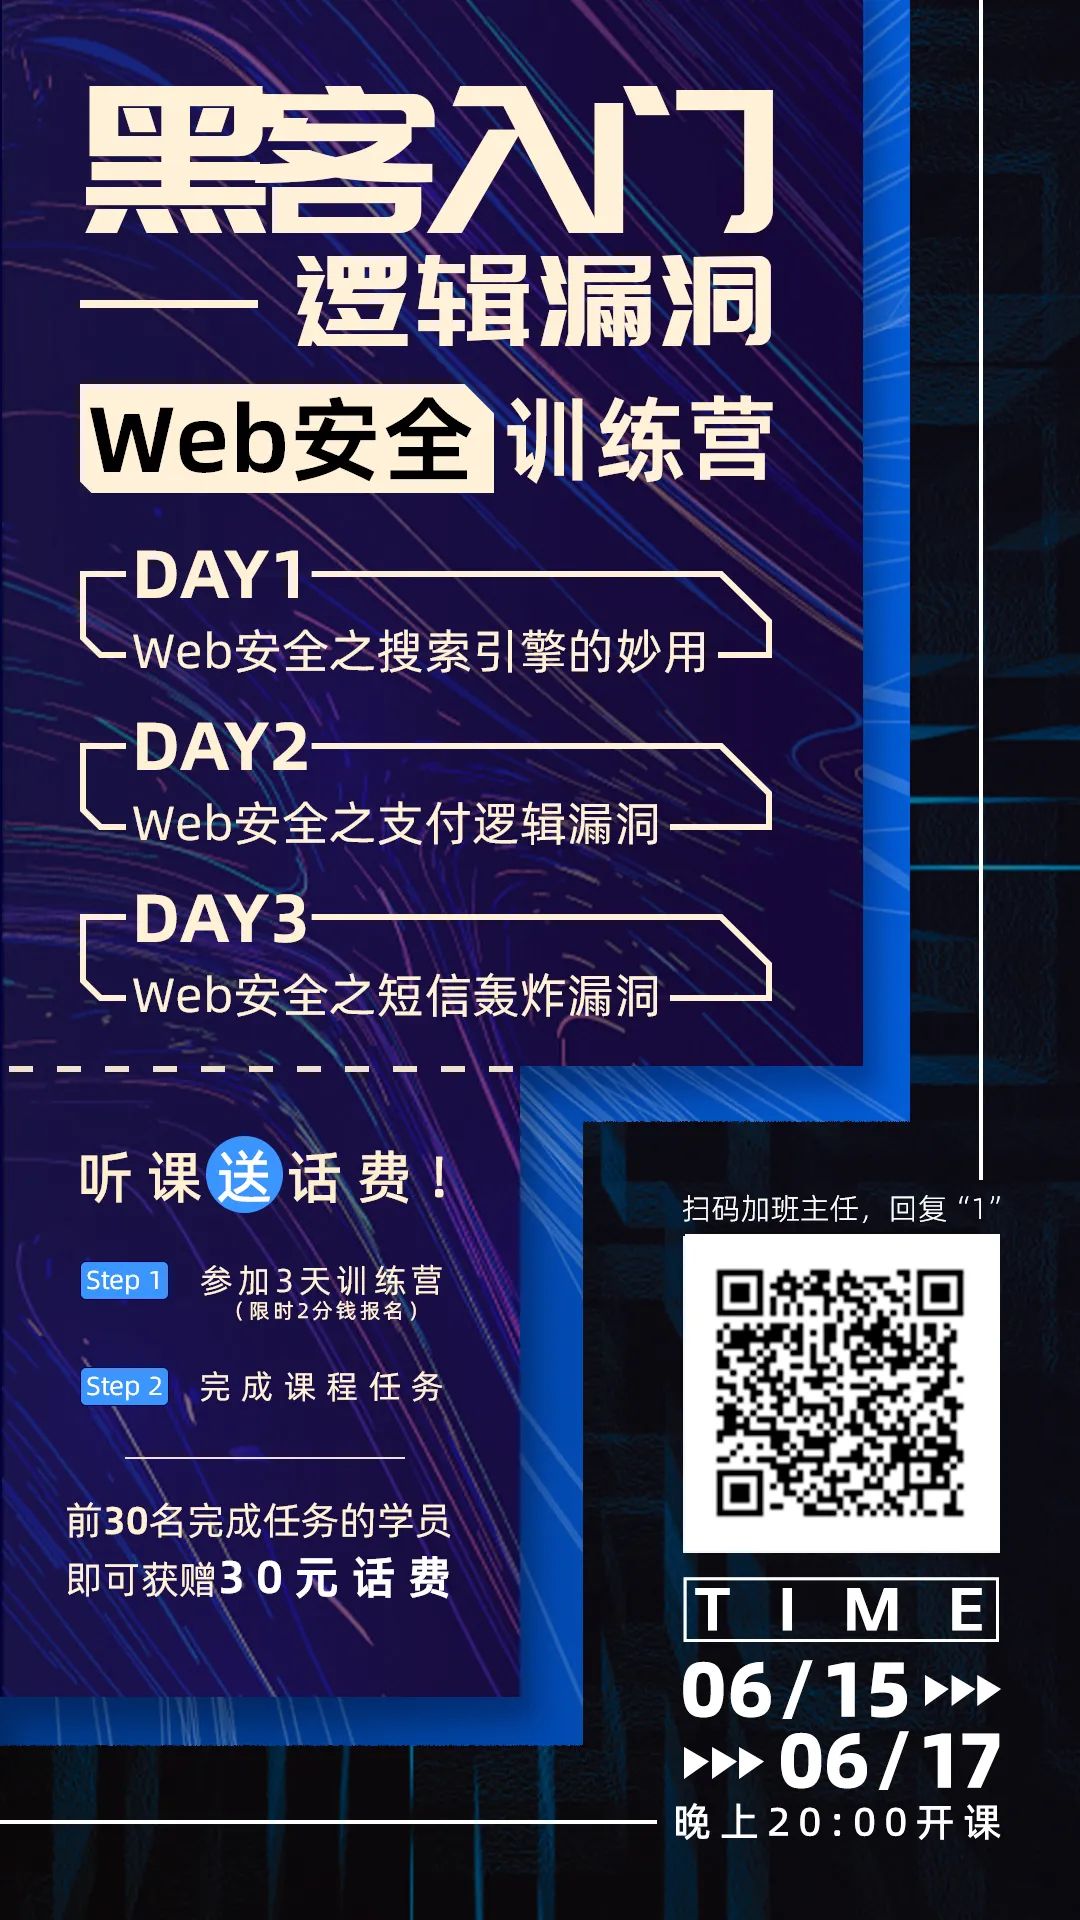 黑客入门
逻辑漏洞
Web安全训练营
DAY1
Web安全之搜索引擎的妙用
DAY2
Web安全之支付逻辑漏洞
DAY3
Web安全之短信轰炸漏洞
听课送话费！
Step 1 参加3天训练营
（限时2分钱报名）
Step 2 完成课程任务
前30名完成任务的学员
即可获赠30元话费
扫码加班主任，回复“1”
TIME
06/15
06/17
晚上20:00开课